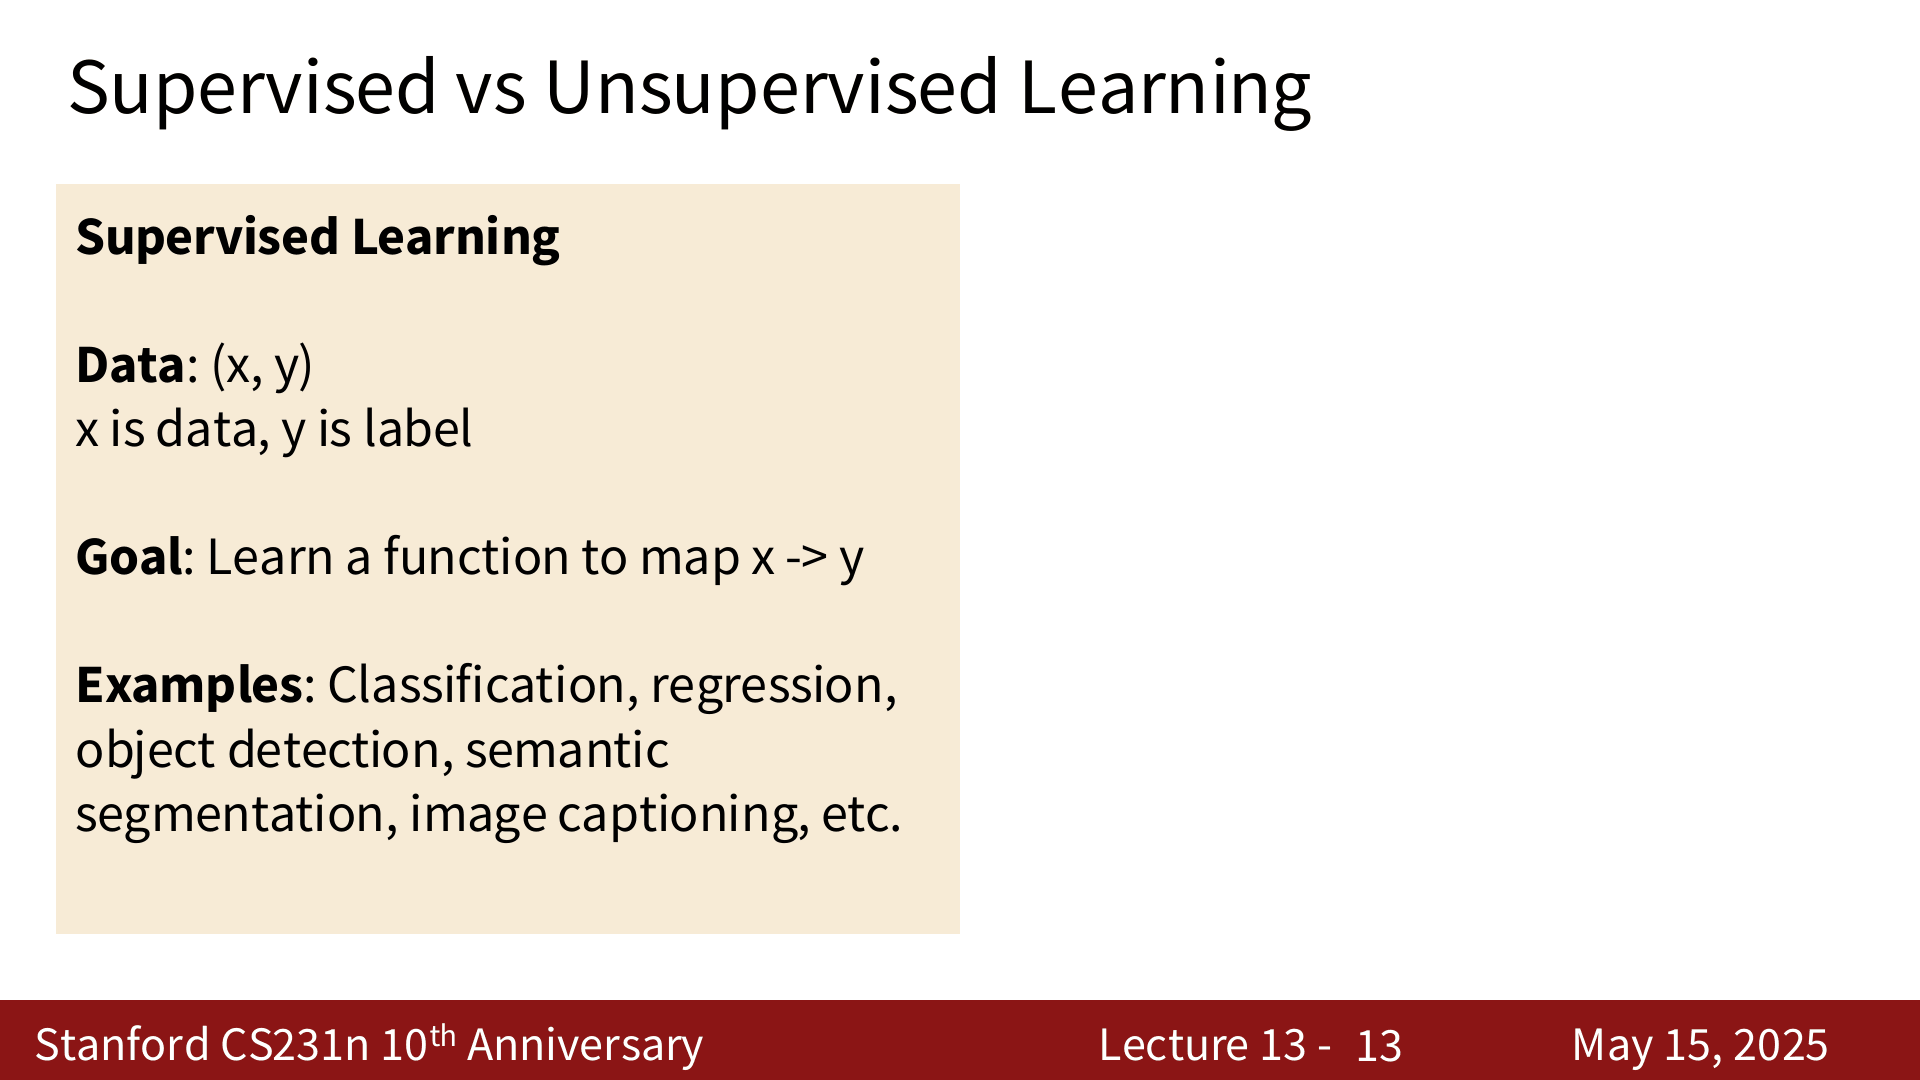 Supervised vs Unsupervised Learning
Supervised Learning
Data: (x, y)
x is data, y is label
Goal: Learn a function to map x -> y
Examples: Classification, regression,
object detection, semantic
segmentation, image captioning, etc.
Stanford CS231n 10th Anniversary
Lecture 13 - 13
May 15, 2025